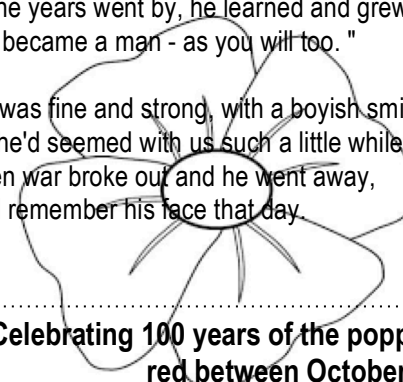 he years went by, he learned and grew
became a man - as you will too. "
was fine and strong, with a boyish smi
he'd seemed with us such a little while
en war broke out and he went away,
remember his face that day.
Celebrating 100 years of the popp
red between October